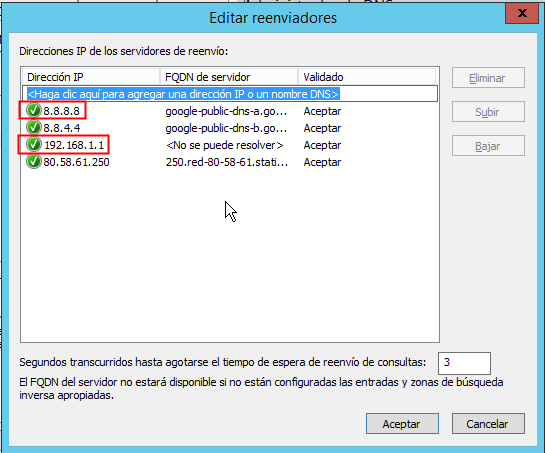 Editar reenviadores
x
Direcciones IP de los servidores de reenvío:
Dirección IP FQDN de servidor Validado
<Haga clic aquí para agregar una dirección IP o un nombre DNS>
8.8.8.8 google-public-dns-a.go... Aceptar
8.8.4.4 google-public-dns-b.go... Aceptar
192.168.1.1 <No se puede resolver> Aceptar
80.58.61.250 250.red-80-58-61.stati... Aceptar
Eliminar
Subir
Bajar
Segundos transcurridos hasta agotarse el tiempo de espera de reenvío de consultas: 3
El FQDN del servidor no estará disponible si no están configuradas las entradas y zonas de búsqueda
inversa apropiadas.
Aceptar Cancelar